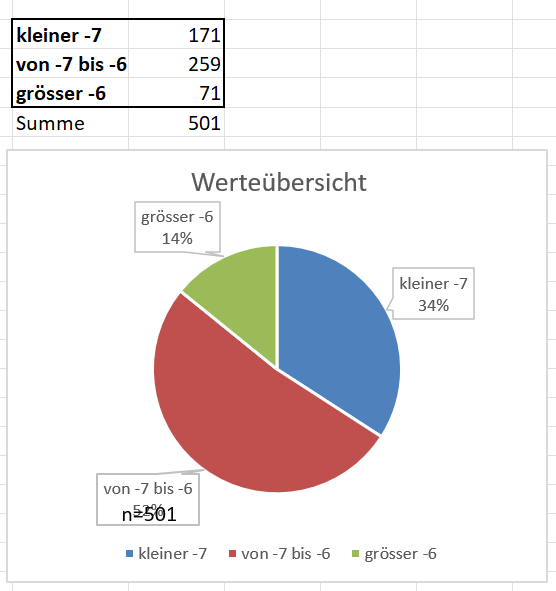 kleiner -7 171
von -7 bis -6 259
grösser -6 71
Summe 501
Werteübersicht
grösser -6
14%
kleiner -7
34%
von -7 bis -6
52%
n=501
kleiner -7 von -7 bis -6 grösser -6